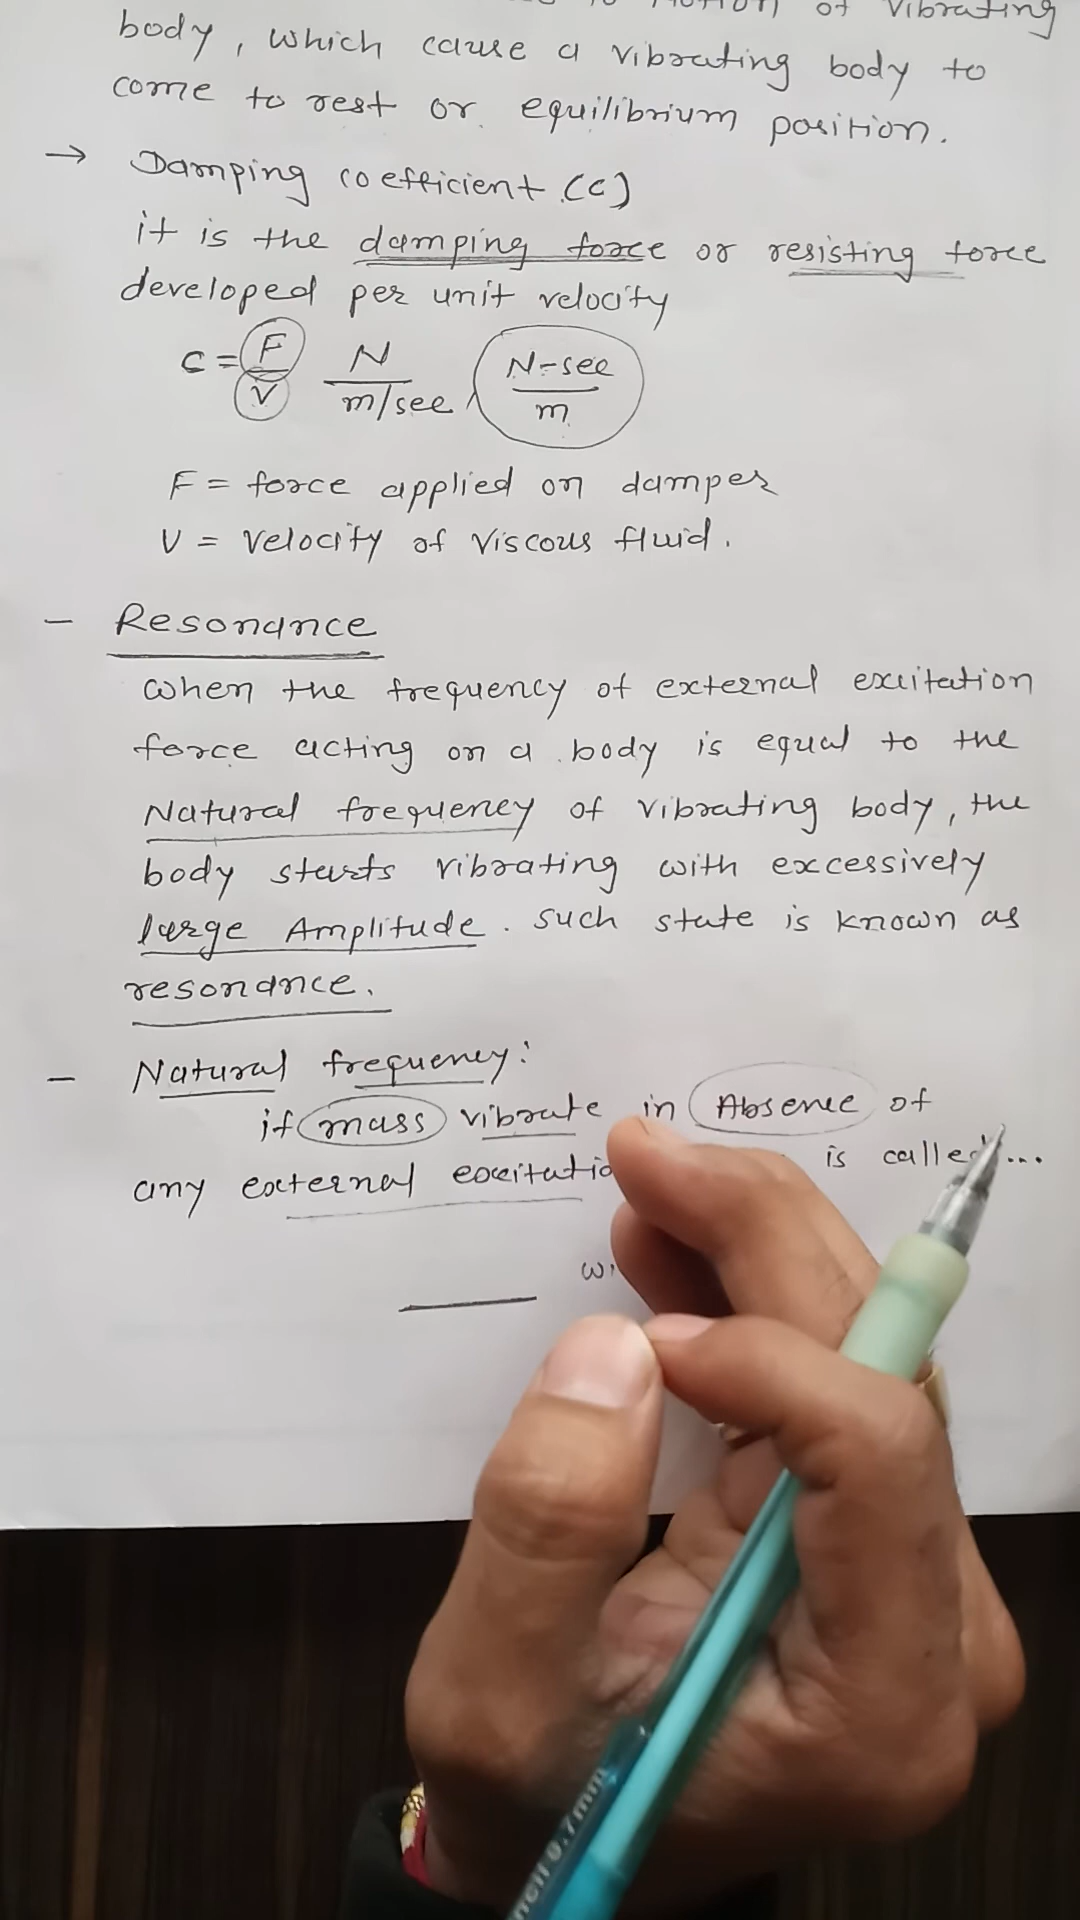 Motion of vibrating
body, which cause a vibrating body to
come to rest or equilibrium position.
→ Damping coefficient (c)
it is the damping force or resisting force
developed per unit velocity
c = F/V N/m/sec, N-sec/m
F = force applied on damper
V = velocity of viscous fluid.
- Resonance
when the frequency of external excitation
force acting on a body is equal to the
Natural frequency of vibrating body, the
body starts vibrating with excessively
large Amplitude. such state is known as
resonance.
- Natural frequency:
if mass vibrate in Absence of
any external is called...